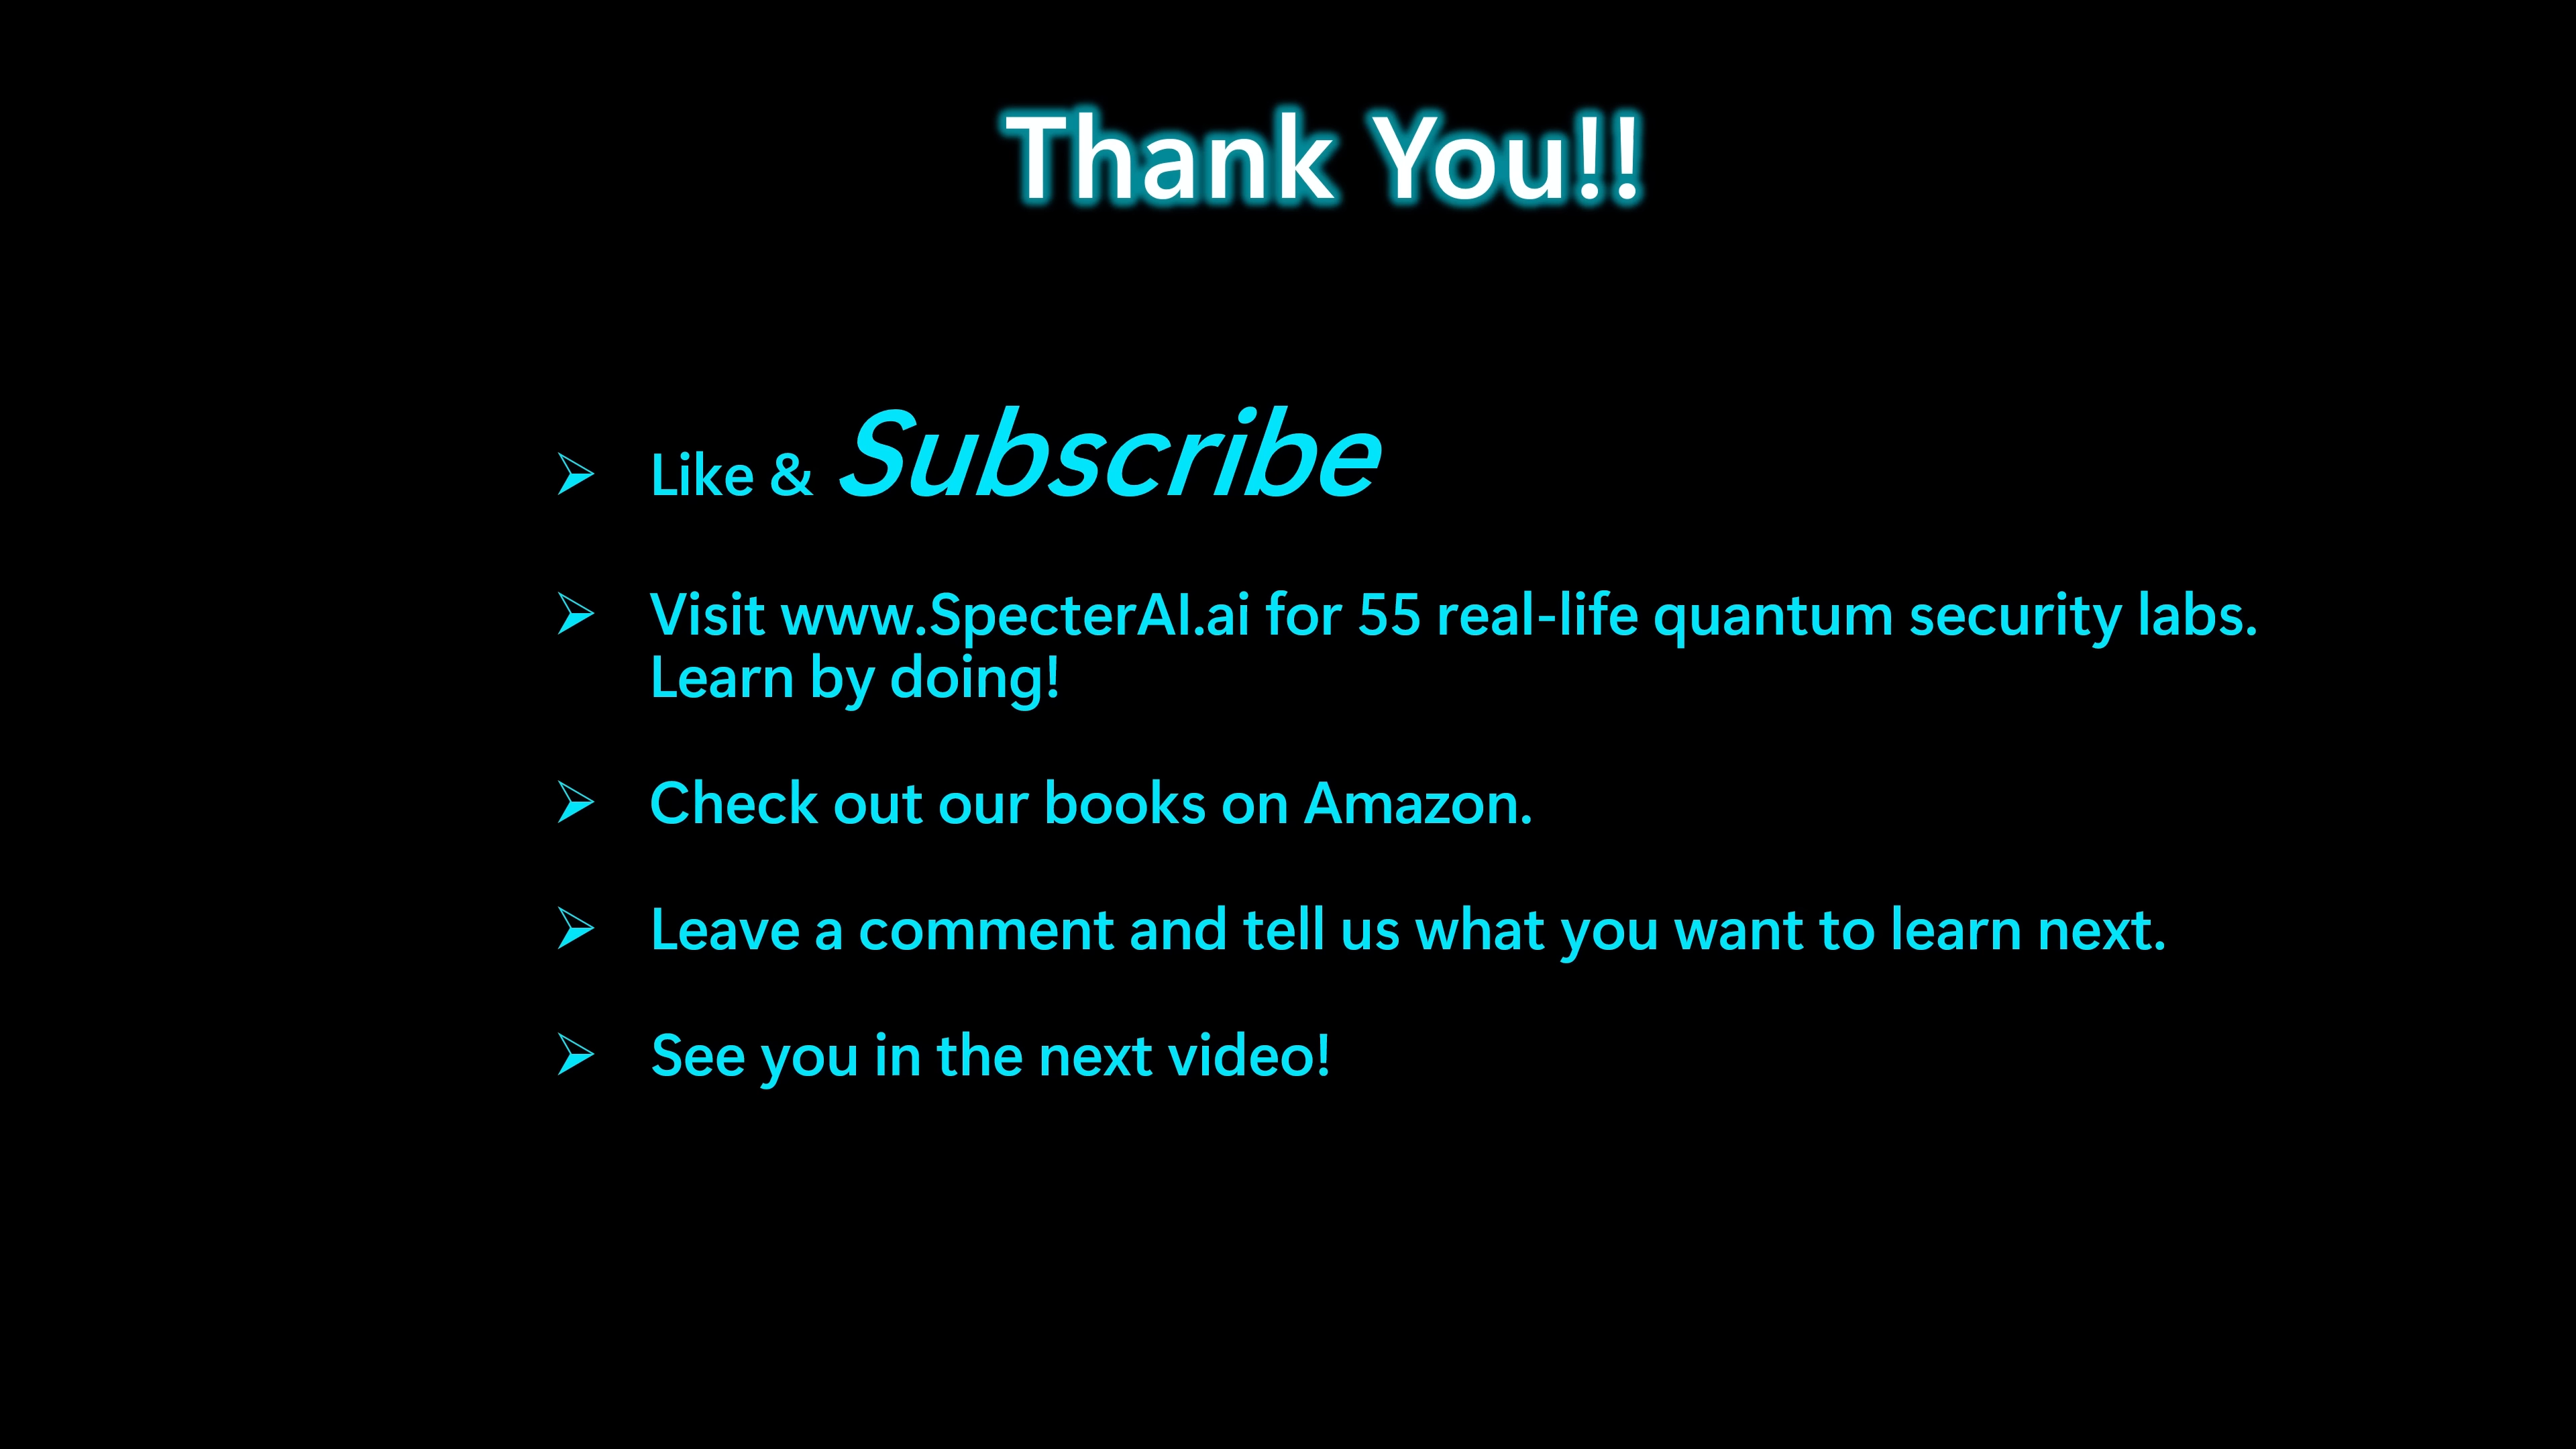 Thank You!!
➢ Like & Subscribe
➢ Visit www.SpecterAI.ai for 55 real-life quantum security labs.
Learn by doing!
➢ Check out our books on Amazon.
➢ Leave a comment and tell us what you want to learn next.
➢ See you in the next video!